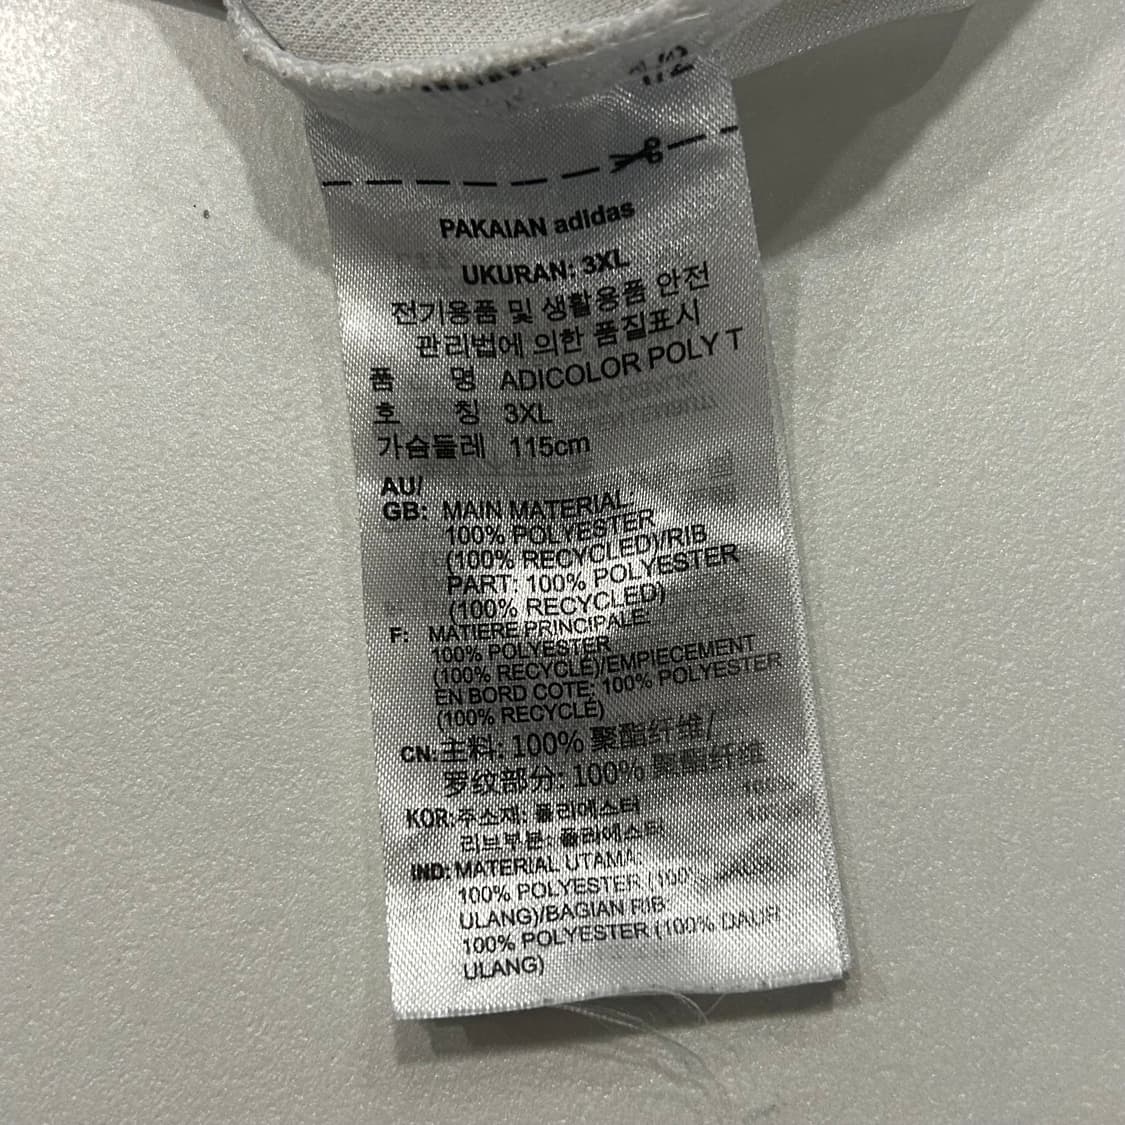 PAKAIAN adidas
UKURAN: 3XL
전기용품 및 생활용품 안전
관리법에 의한 품질표시
품 명 ADICOLOR POLY T
호 칭 3XL
가슴둘레 115cm
AU/
GB: MAIN MATERIAL:
100% POLYESTER
(100% RECYCLED)/RIB
PART: 100% POLYESTER
(100% RECYCLED)
F: MATIERE PRINCIPALE:
100% POLYESTER
(100% RECYCLÉ)/EMPIECEMENT
EN BORD COTE: 100% POLYESTER
(100% RECYCLÉ)
CN: 主料: 100% 聚酯纤维/
罗纹部分: 100% 聚酯纤维
KOR: 주소재: 폴리에스터
리브부분: 폴리에스터
IND: MATERIAL UTAMA:
100% POLYESTER (100%
ULANG)/BAGIAN RIB:
100% POLYESTER (100% DAUR
ULANG)